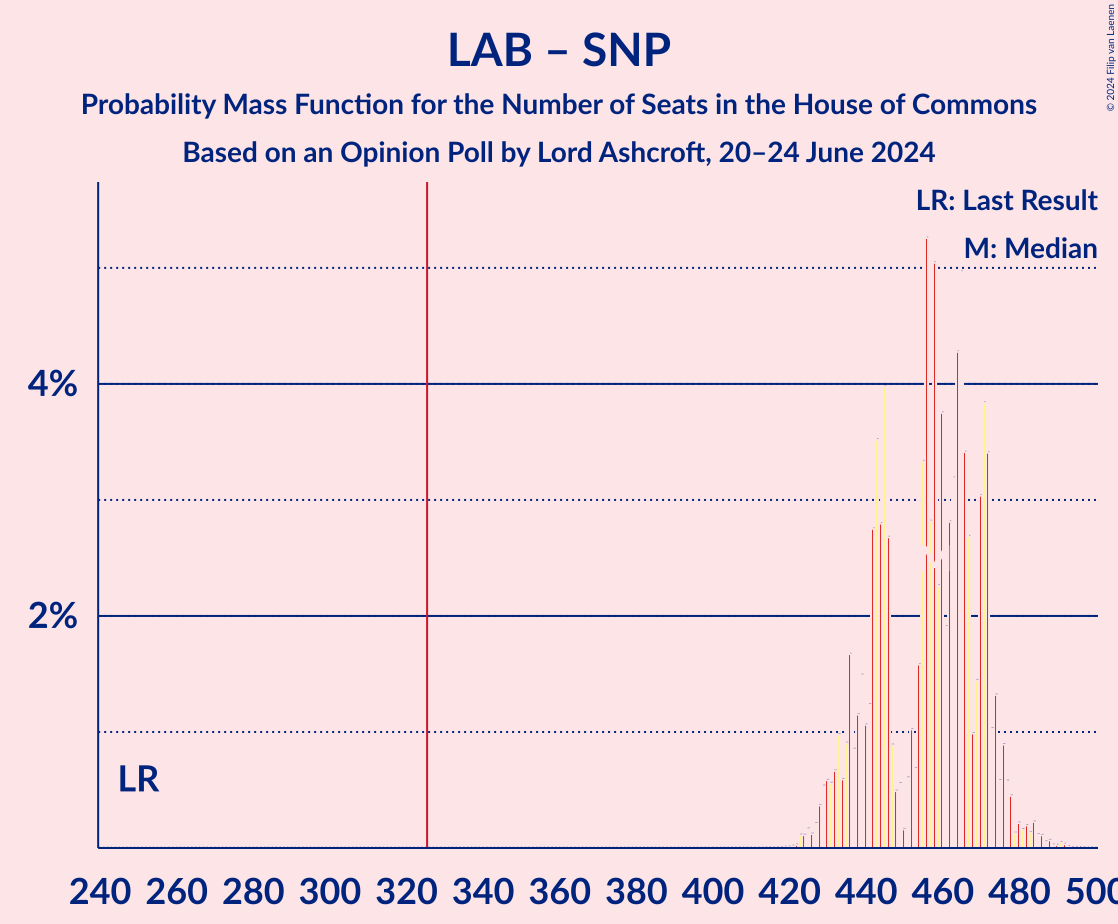 LAB – SNP
Probability Mass Function for the Number of Seats in the House of Commons
Based on an Opinion Poll by Lord Ashcroft, 20–24 June 2024
© 2024 Filip van Laenen
LR: Last Result
M: Median
4%
2%
LR
240 260 280 300 320 340 360 380 400 420 440 460 480 500